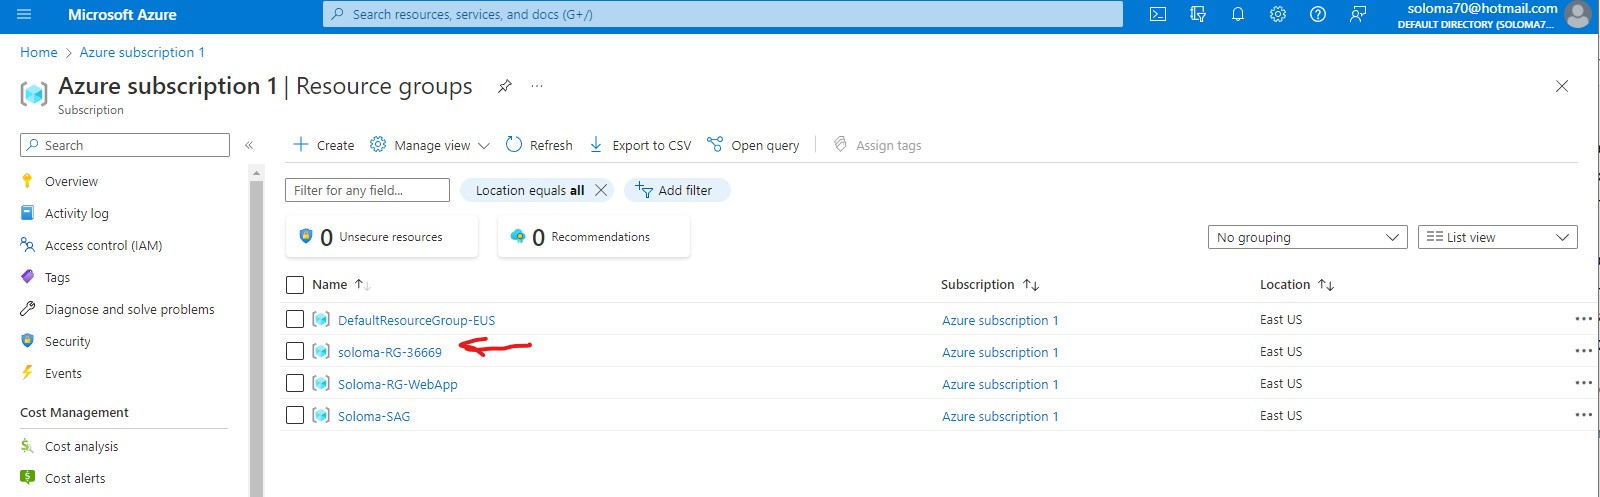 Microsoft Azure
Search resources, services, and docs (G+/)
soloma70@hotmail.com
DEFAULT DIRECTORY (SOLOMA7...
Home > Azure subscription 1
Azure subscription 1 | Resource groups
...
Subscription
Search
«
Create
Manage view
Refresh
Export to CSV
Open query
Assign tags
Overview
Activity log
Access control (IAM)
Tags
Diagnose and solve problems
Security
Events
Cost Management
Cost analysis
Cost alerts
Filter for any field...
Location equals all
Add filter
0 Unsecure resources
0 Recommendations
No grouping
List view
Name Subscription Location
DefaultResourceGroup-EUS Azure subscription 1 East US ...
soloma-RG-36669 Azure subscription 1 East US ...
Soloma-RG-WebApp Azure subscription 1 East US ...
Soloma-SAG Azure subscription 1 East US ...